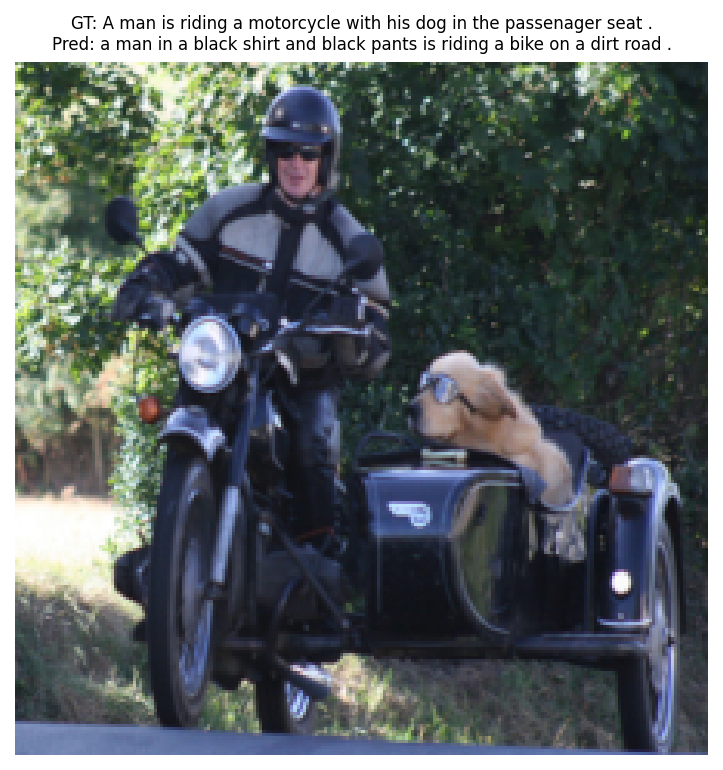 GT: A man is riding a motorcycle with his dog in the passenager seat .
Pred: a man in a black shirt and black pants is riding a bike on a dirt road .